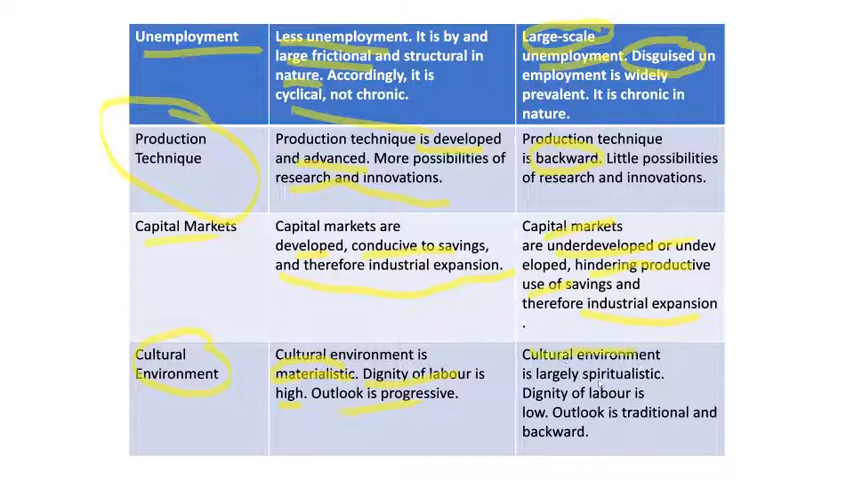 Unemployment
Less unemployment. It is by and
large frictional and structural in
nature. Accordingly, it is
cyclical, not chronic.
Large-scale
unemployment. Disguised un
employment is widely
prevalent. It is chronic in
nature.
Production
Technique
Production technique is developed
and advanced. More possibilities of
research and innovations.
Production technique
is backward. Little possibilities
of research and innovations.
Capital Markets
Capital markets are
developed, conducive to savings,
and therefore industrial expansion.
Capital markets
are underdeveloped or undev
eloped, hindering productive
use of savings and
therefore industrial expansion
.
Cultural
Environment
Cultural environment is
materialistic. Dignity of labour is
high. Outlook is progressive.
Cultural environment
is largely spiritualistic.
Dignity of labour is
low. Outlook is traditional and
backward.